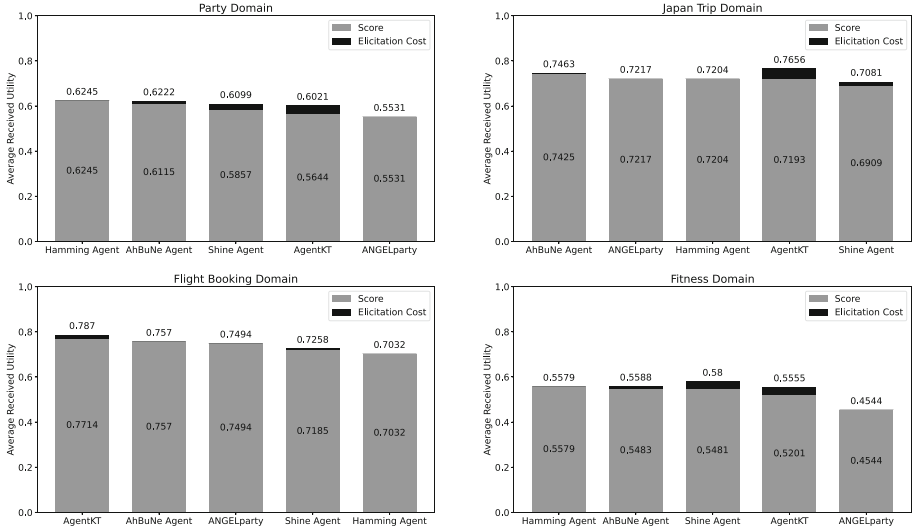 Party Domain
Average Received Utility
1.0
0.8
0.6
0.4
0.2
0.0
Score
Elicitation Cost
0.6245
0.6222
0.6099
0.6021
0.5531
0.6245
0.6115
0.5857
0.5644
0.5531
Hamming Agent
AhBuNe Agent
Shine Agent
AgentKT
ANGELparty
Japan Trip Domain
Average Received Utility
1.0
0.8
0.6
0.4
0.2
0.0
Score
Elicitation Cost
0.7463
0.7217
0.7204
0.7656
0.7081
0.7425
0.7217
0.7204
0.7193
0.6909
AhBuNe Agent
ANGELparty
Hamming Agent
AgentKT
Shine Agent
Flight Booking Domain
Average Received Utility
1.0
0.8
0.6
0.4
0.2
0.0
Score
Elicitation Cost
0.787
0.757
0.7494
0.7258
0.7032
0.7714
0.757
0.7494
0.7185
0.7032
AgentKT
AhBuNe Agent
ANGELparty
Shine Agent
Hamming Agent
Fitness Domain
Average Received Utility
1.0
0.8
0.6
0.4
0.2
0.0
Score
Elicitation Cost
0.5579
0.5588
0.58
0.5555
0.4544
0.5579
0.5483
0.5481
0.5201
0.4544
Hamming Agent
AhBuNe Agent
Shine Agent
AgentKT
ANGELparty